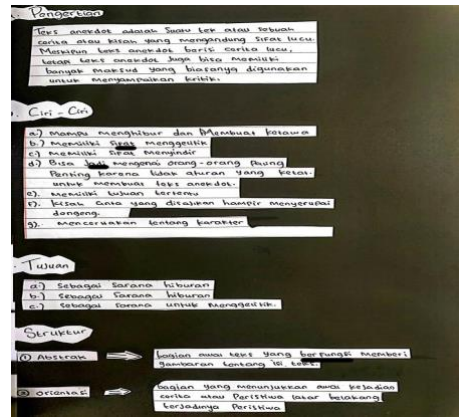 Pengertian
Teks anekdot adalah Suatu tek atau sebuah
cerita atau kisah yang mengandung sifat lucu.
Meskipun teks anekdot berisi cerita lucu,
tetapi teks anekdot Juga bisa memiliki
banyak maksud yang biasanya digunakan
untuk menyampaikan kritik.
Ciri - Ciri
a.) Mampu menghibur dan Membuat ketawa
b.) Memiliki Sifat menggelitik
c.) Memiliki sifat Menyindir
d.) Bisa Jadi mengenai orang-orang
Penting karena tidak aturan yang ketat.
untuk membuat teks anekdot.
e). Memiliki tujuan tertentu
F). kisah yang disajikan hampir menyerupai
dongeng.
g). Menceritakan tentang karakter
Tujuan
a.) Sebagai Sarana hiburan
b.) Sebagai Sarana hiburan
c.) Sebagai Sarana untuk Menggelitik.
Struktur
① Abstrak
bagian awal teks yang berfungsi memberi
gambaran tentang isi teks.
② Orientasi
bagian yang menunjukkan awal kejadian
cerita atau Peristiwa latar belakang
terjadinya Peristiwa